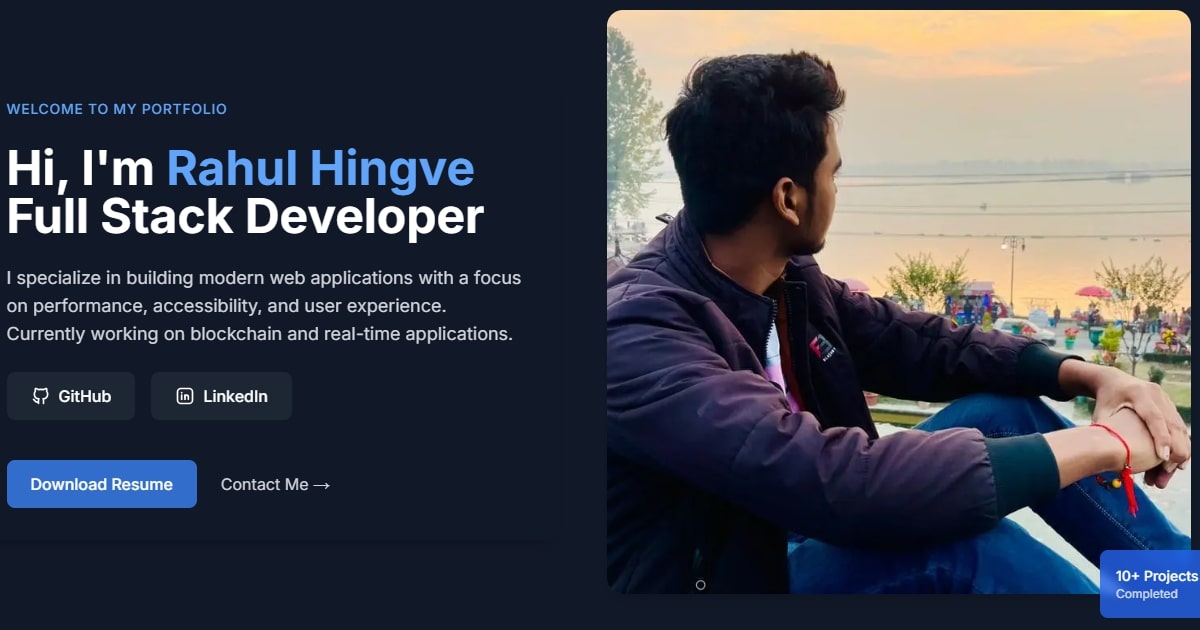 WELCOME TO MY PORTFOLIO
Hi, I'm Rahul Hingve
Full Stack Developer
I specialize in building modern web applications with a focus
on performance, accessibility, and user experience.
Currently working on blockchain and real-time applications.
GitHub
LinkedIn
Download Resume
Contact Me →
10+ Projects
Completed